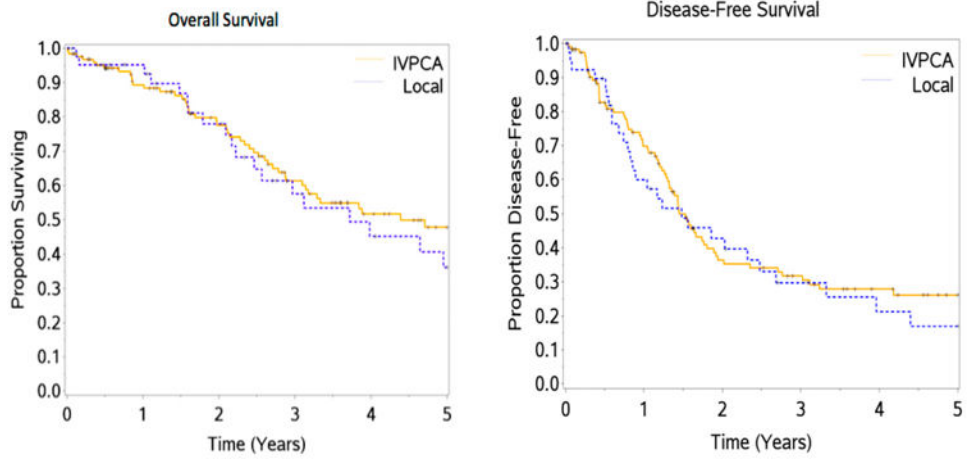 Overall Survival
IVPCA
Local
Proportion Surviving
1.0
0.9
0.8
0.7
0.6
0.5
0.4
0.3
0.2
0.1
0.0
0 1 2 3 4 5
Time (Years)
Disease-Free Survival
IVPCA
Local
Proportion Disease-Free
1.0
0.9
0.8
0.7
0.6
0.5
0.4
0.3
0.2
0.1
0.0
0 1 2 3 4 5
Time (Years)